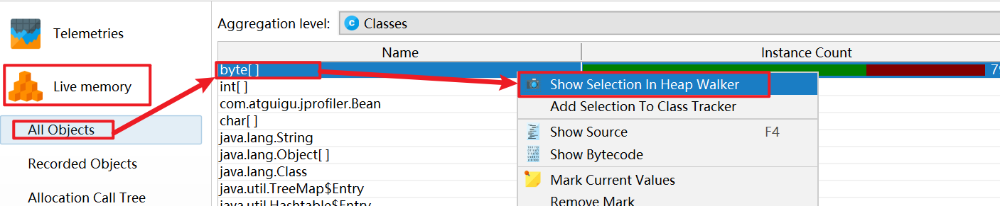 Telemetries
Live memory
All Objects
Recorded Objects
Allocation Call Tree
Aggregation level: Classes
Name Instance Count
byte[ ]
int[ ]
com.atguigu.jprofiler.Bean
char[ ]
java.lang.String
java.lang.Object[ ]
java.lang.Class
java.util.TreeMap$Entry
java.util.Hashtable$Entry
Show Selection In Heap Walker
Add Selection To Class Tracker
Show Source F4
Show Bytecode
Mark Current Values
Remove Mark